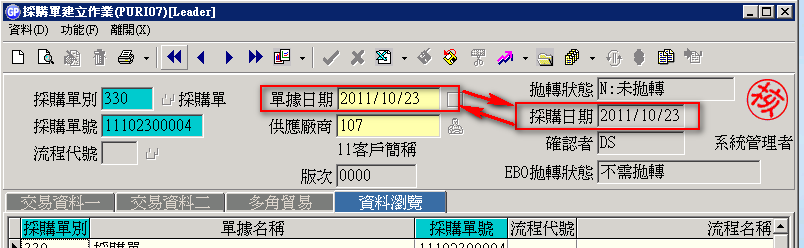 GP 採購單建立作業(PURI07)[Leader]
資料(D) 功能(F) 離開(X)
採購單別 330 採購單 單據日期 2011/10/23 拋轉狀態 N:未拋轉
採購單號 11102300004 供應廠商 107 採購日期 2011/10/23
流程代號 11客戶簡稱 確認者 DS 系統管理者
版次 0000 EBO拋轉狀態 不需拋轉
交易資料一 交易資料二 多角貿易 資料瀏覽
採購單別 單據名稱 採購單號 流程代號 流程名稱
330 採購單 11102300004